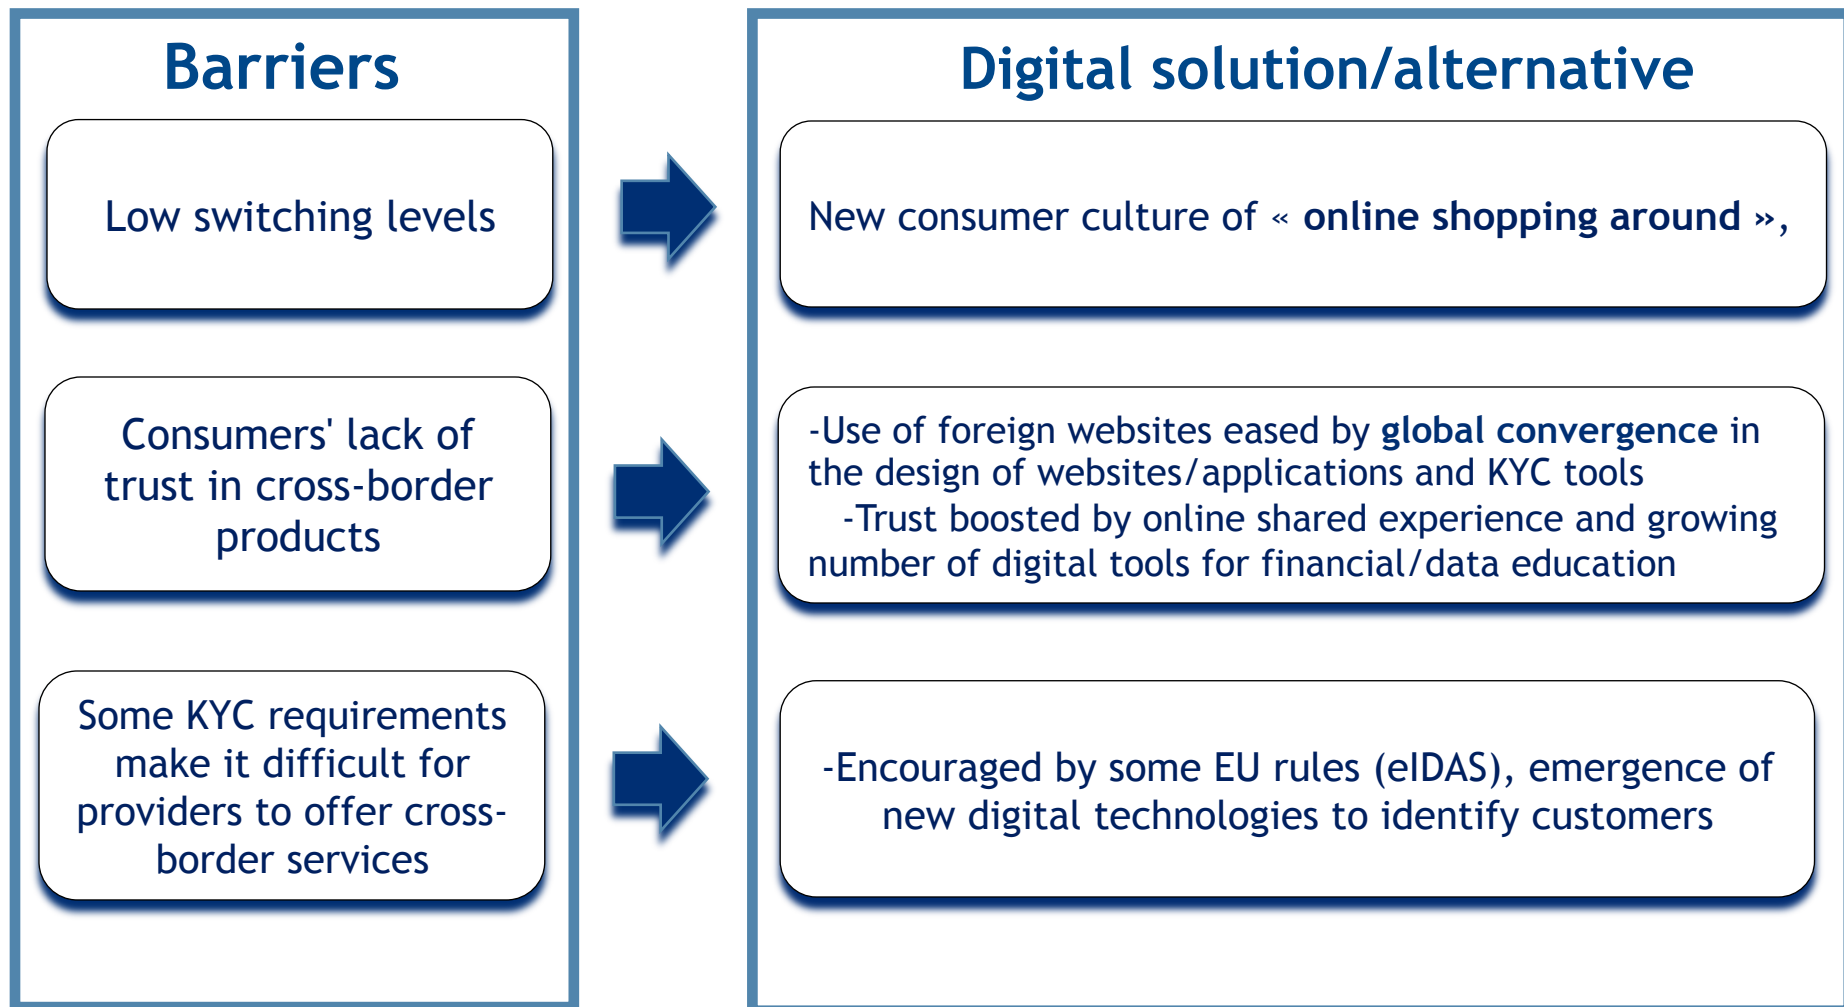 Barriers
Digital solution/alternative
Low switching levels
New consumer culture of « online shopping around »,
Consumers' lack of
trust in cross-border
products
-Use of foreign websites eased by global convergence in
the design of websites/applications and KYC tools
-Trust boosted by online shared experience and growing
number of digital tools for financial/data education
Some KYC requirements
make it difficult for
providers to offer cross-
border services
-Encouraged by some EU rules (eIDAS), emergence of
new digital technologies to identify customers